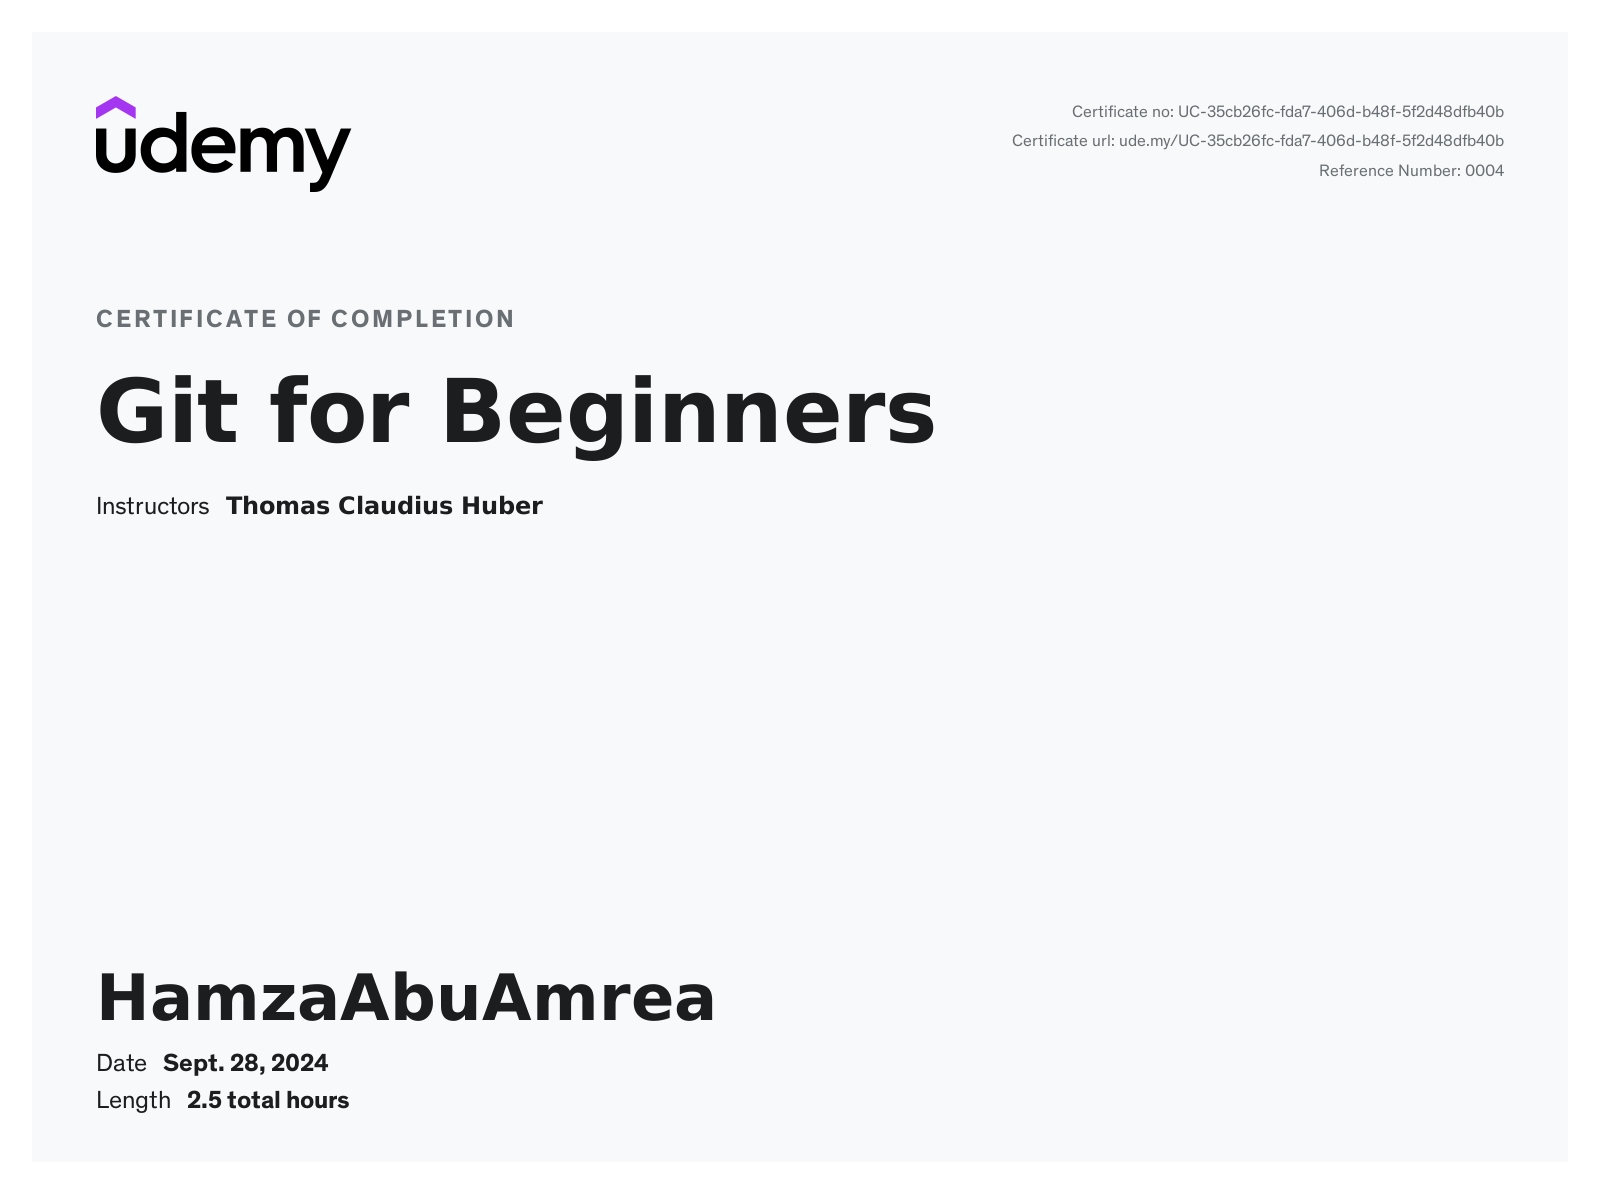 udemy
Certificate no: UC-35cb26fc-fda7-406d-b48f-5f2d48dfb40b
Certificate url: ude.my/UC-35cb26fc-fda7-406d-b48f-5f2d48dfb40b
Reference Number: 0004
CERTIFICATE OF COMPLETION
Git for Beginners
Instructors Thomas Claudius Huber
HamzaAbuAmrea
Date Sept. 28, 2024
Length 2.5 total hours